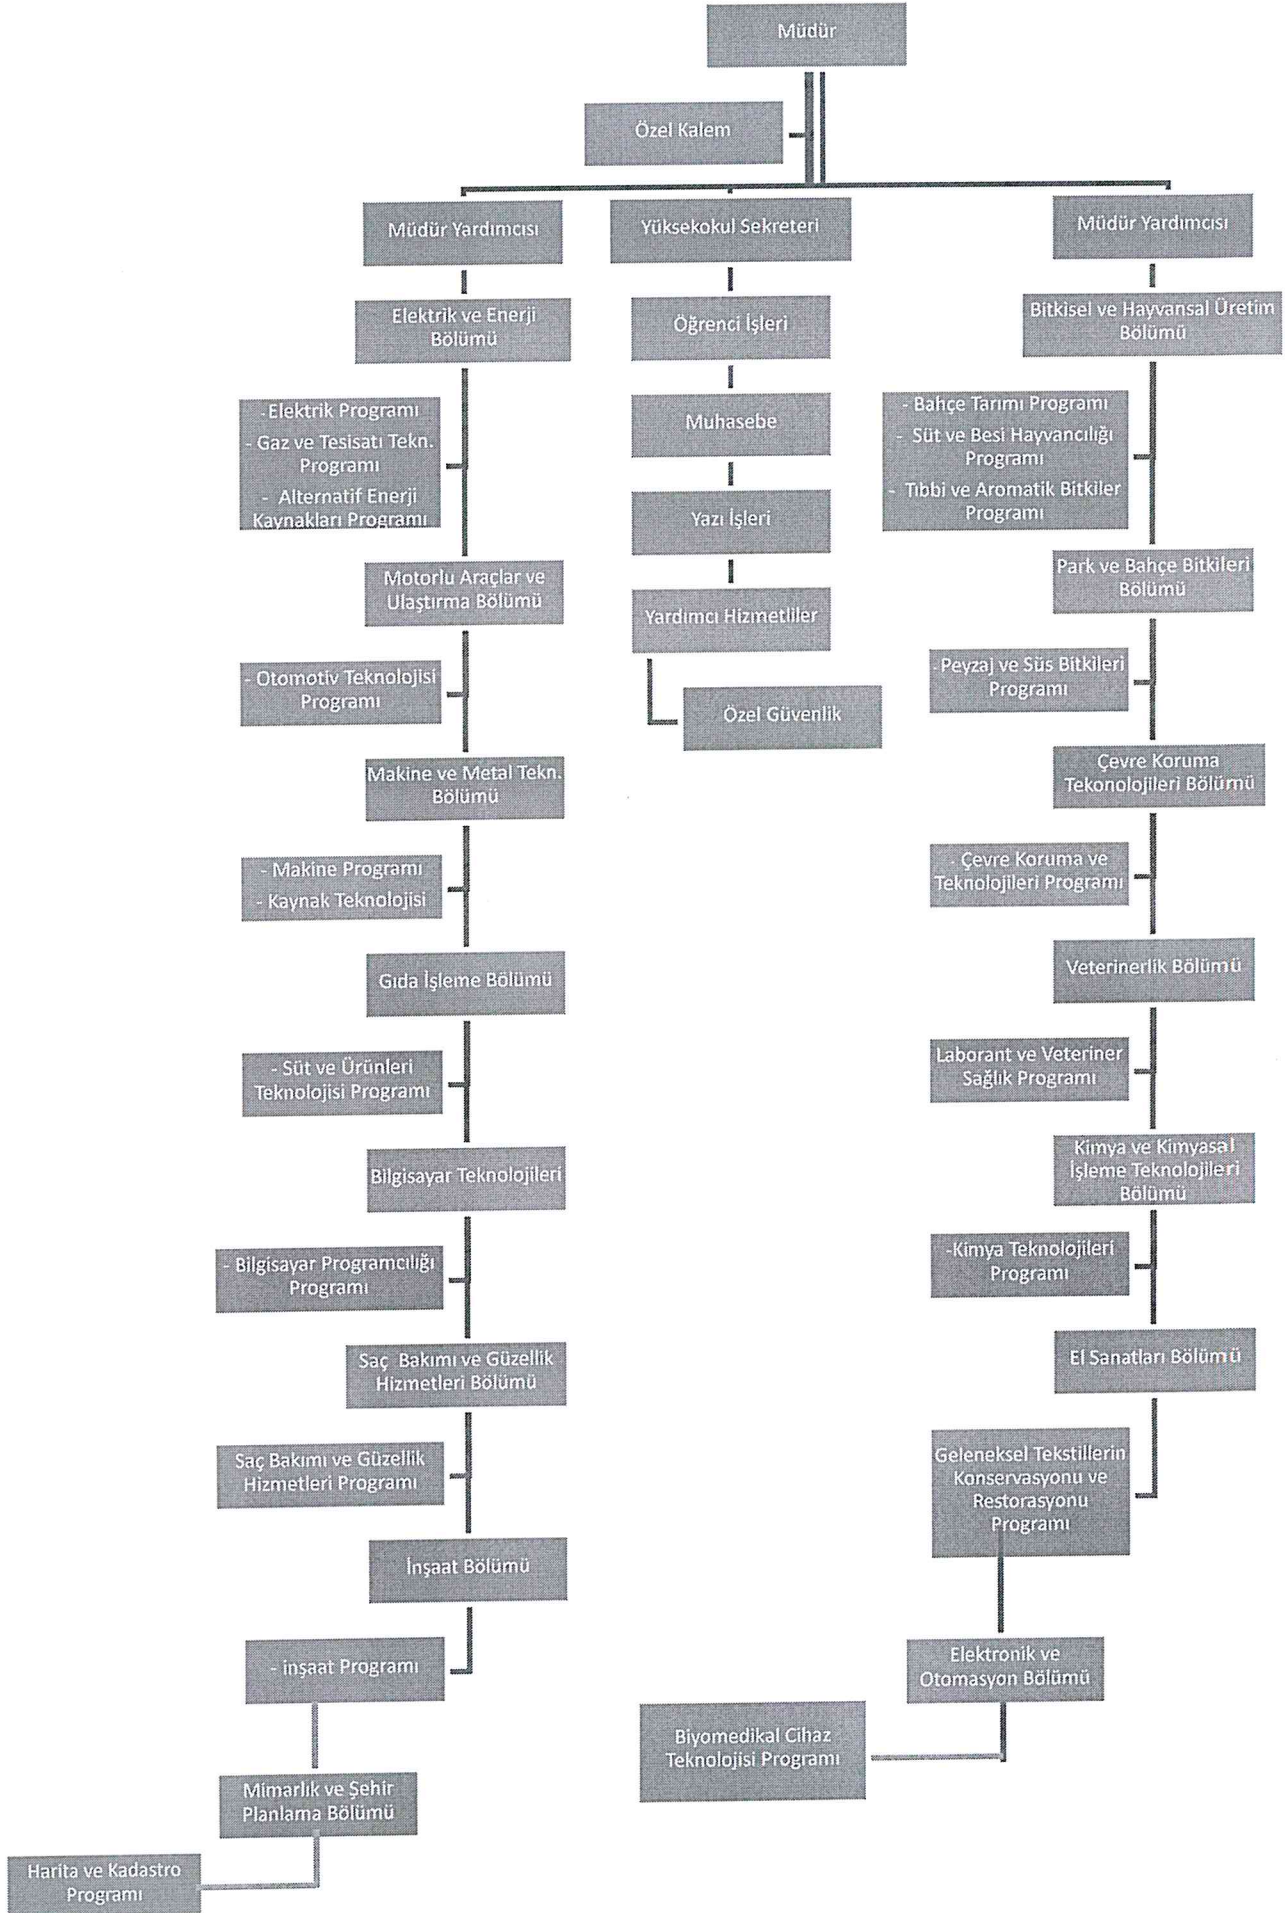 Müdür
Özel Kalem
Müdür Yardımcısı
Elektrik ve Enerji
Bölümü
-Elektrik Programı
- Gaz ve Tesisatı Tekn.
Programı
- Alternatif Enerji
Kaynakları Programı
Motorlu Araçlar ve
Ulaştırma Bölümü
- Otomotiv Teknolojisi
Programı
Makine ve Metal Tekn.
Bölümü
- Makine Programı
- Kaynak Teknolojisi
Gıda İşleme Bölümü
- Süt ve Ürünleri
Teknolojisi Programı
Bilgisayar Teknolojileri
- Bilgisayar Programcılığı
Programı
Saç Bakımı ve Güzellik
Hizmetleri Bölümü
Saç Bakımı ve Güzellik
Hizmetleri Programı
İnşaat Bölümü
- inşaat Programı
Mimarlık ve Şehir
Planlama Bölümü
Harita ve Kadastro
Programı
Yüksekokul Sekreteri
Öğrenci İşleri
Muhasebe
Yazı İşleri
Yardımcı Hizmetliler
Özel Güvenlik
Müdür Yardımcısı
Bitkisel ve Hayvansal Üretim
Bölümü
- Bahçe Tarımı Programı
- Süt ve Besi Hayvancılığı
Programı
- Tıbbi ve Aromatik Bitkiler
Programı
Park ve Bahçe Bitkileri
Bölümü
- Peyzaj ve Süs Bitkileri
Programı
Çevre Koruma
Tekonolojileri Bölümü
- Çevre Koruma ve
Teknolojileri Programı
Veterinerlik Bölümü
Laborant ve Veteriner
Sağlık Programı
Kimya ve Kimyasal
İşleme Teknolojileri
Bölümü
-Kimya Teknolojileri
Programı
El Sanatları Bölümü
Geleneksel Tekstillerin
Konservasyonu ve
Restorasyonu
Programı
Elektronik ve
Otomasyon Bölümü
Biyomedikal Cihaz
Teknolojisi Programı